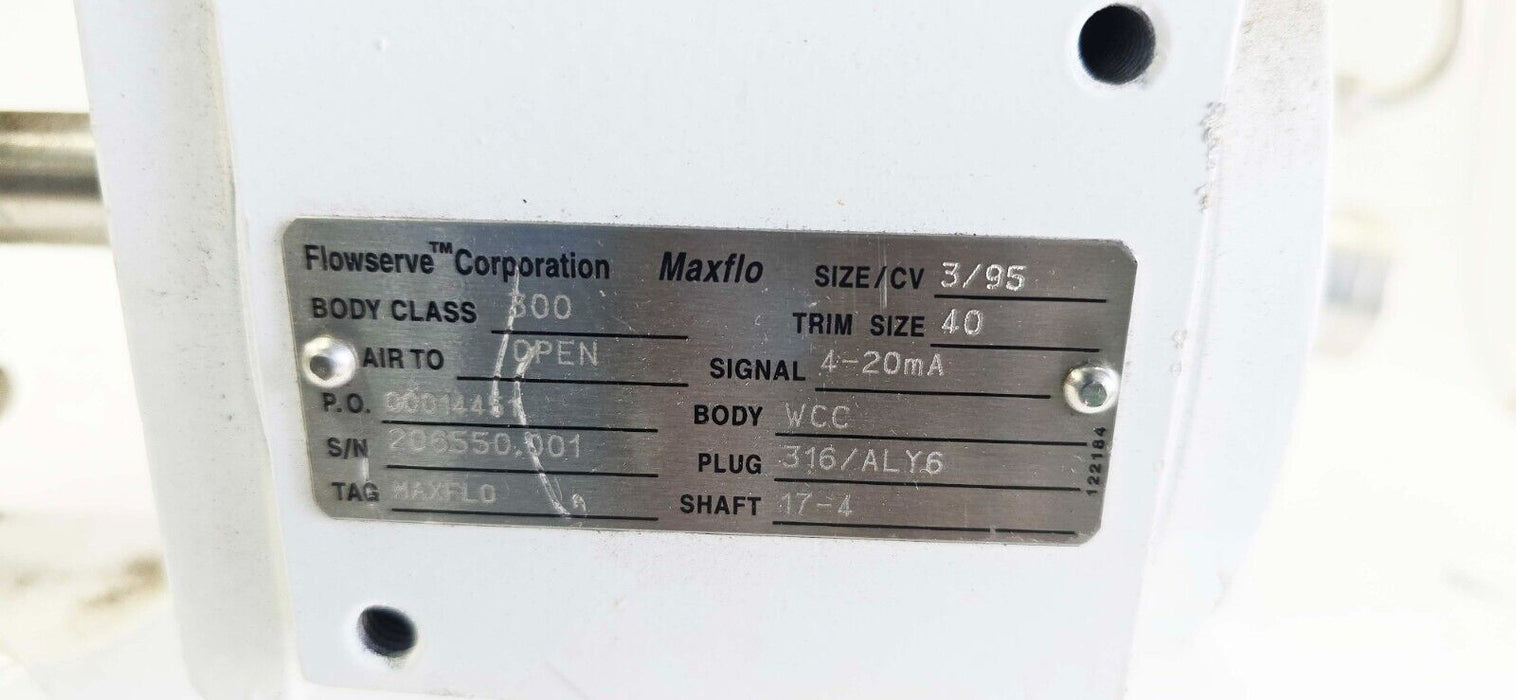 Flowserve™ Corporation Maxflo SIZE/CV 3/95
BODY CLASS 300 TRIM SIZE 40
AIR TO OPEN SIGNAL 4-20mA
P.O. BODY WCC
S/N 206550.001 PLUG 316/ALY6
TAG MAXFLO SHAFT 17-4
122184